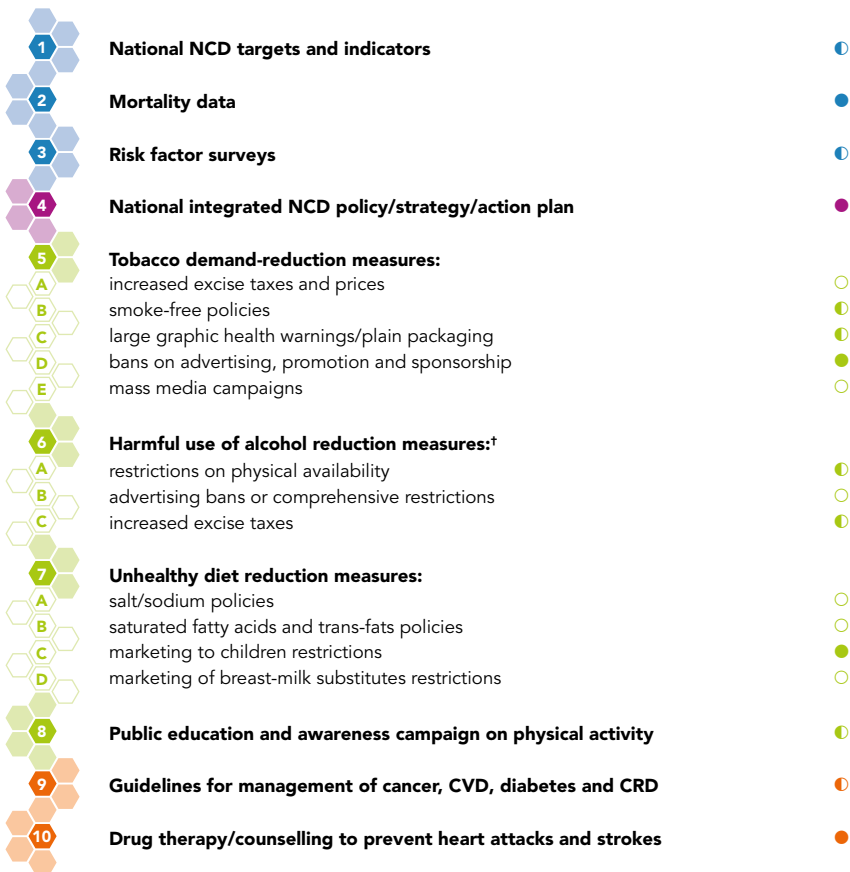 1 National NCD targets and indicators
2 Mortality data
3 Risk factor surveys
4 National integrated NCD policy/strategy/action plan
5 Tobacco demand-reduction measures:
A increased excise taxes and prices
B smoke-free policies
C large graphic health warnings/plain packaging
D bans on advertising, promotion and sponsorship
E mass media campaigns
6 Harmful use of alcohol reduction measures:†
A restrictions on physical availability
B advertising bans or comprehensive restrictions
C increased excise taxes
7 Unhealthy diet reduction measures:
A salt/sodium policies
B saturated fatty acids and trans-fats policies
C marketing to children restrictions
D marketing of breast-milk substitutes restrictions
8 Public education and awareness campaign on physical activity
9 Guidelines for management of cancer, CVD, diabetes and CRD
10 Drug therapy/counselling to prevent heart attacks and strokes